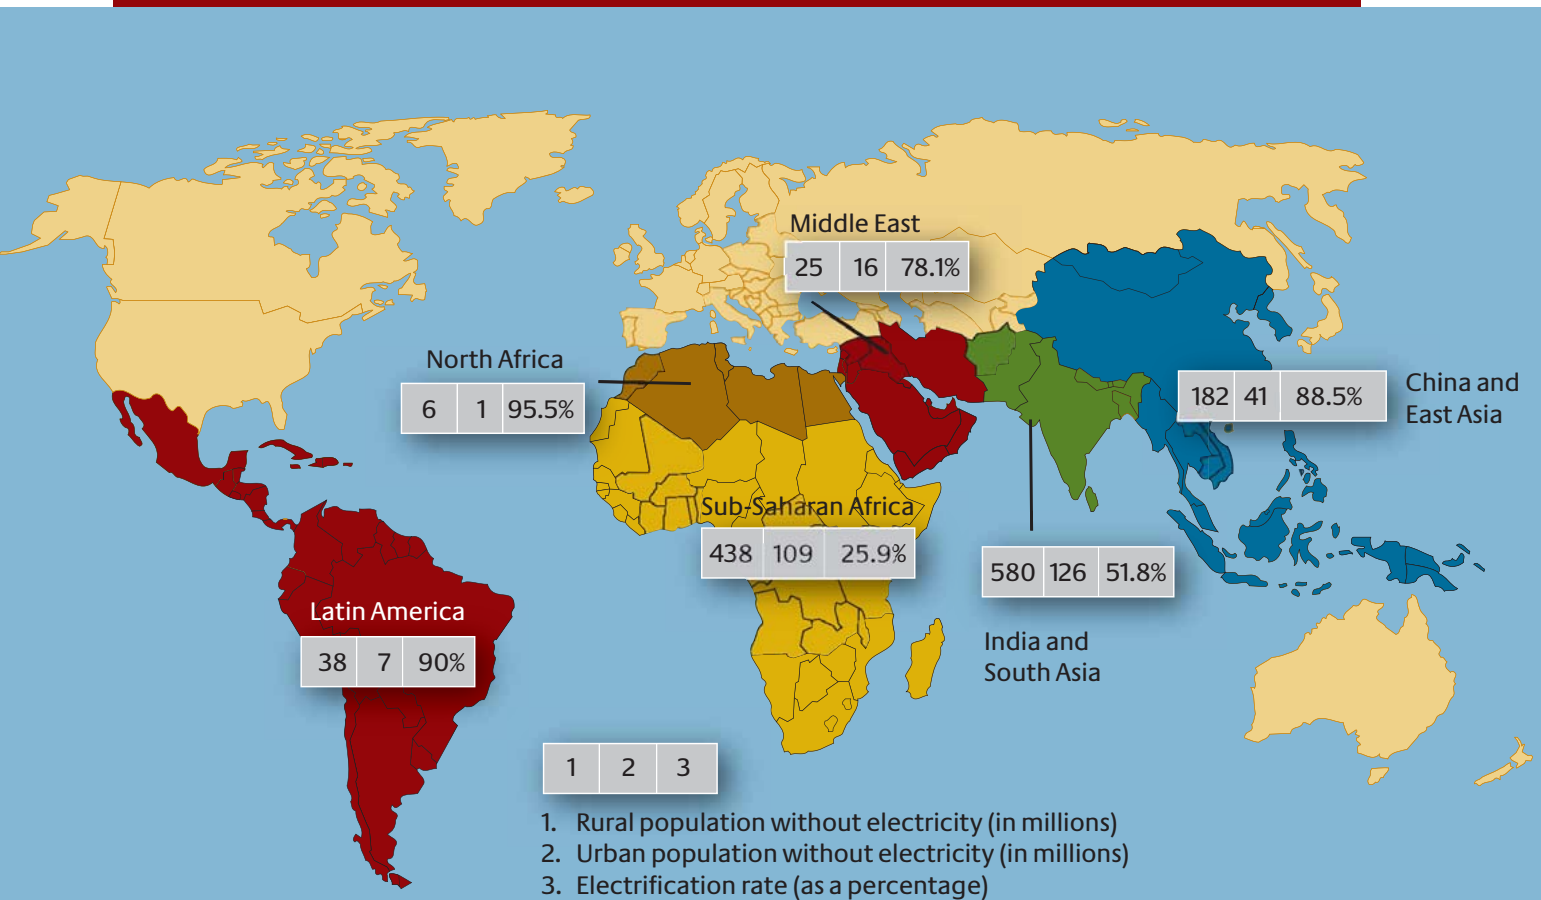 Middle East
25 16 78.1%
North Africa
6 1 95.5%
182 41 88.5%
China and
East Asia
Sub-Saharan Africa
438 109 25.9%
580 126 51.8%
India and
South Asia
Latin America
38 7 90%
1 2 3
1. Rural population without electricity (in millions)
2. Urban population without electricity (in millions)
3. Electrification rate (as a percentage)